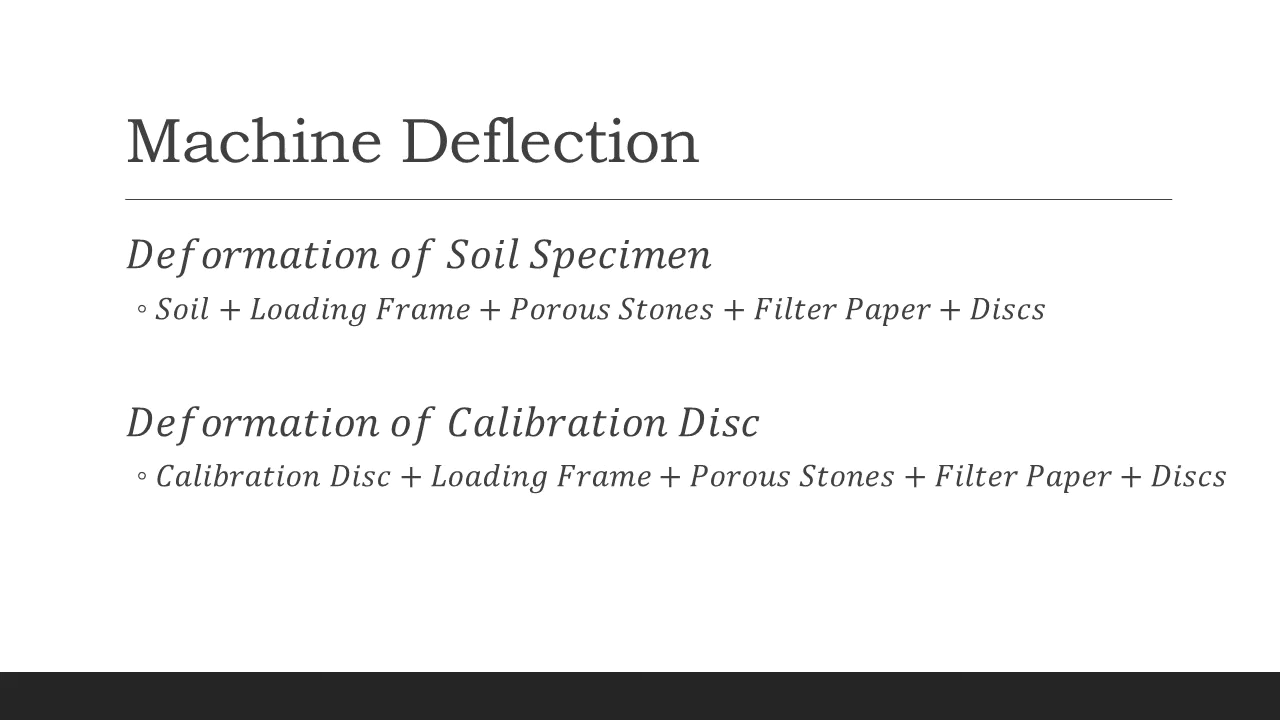 Machine Deflection
Deformation of Soil Specimen
◦ Soil + Loading Frame + Porous Stones + Filter Paper + Discs
Deformation of Calibration Disc
◦ Calibration Disc + Loading Frame + Porous Stones + Filter Paper + Discs